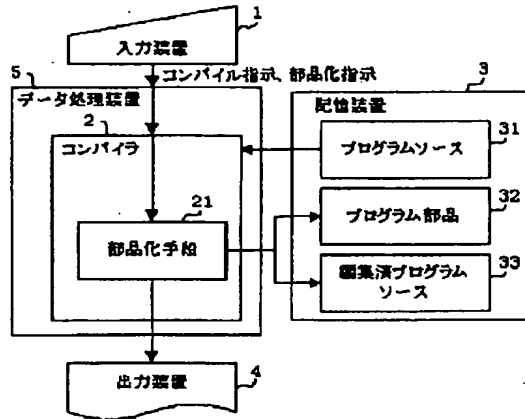 1
入力装置
コンパイル指示、部品化指示
5
データ処理装置
2
コンパイラ
21
部品化手段
3
記憶装置
31
プログラムソース
32
プログラム部品
33
編集済プログラム
ソース
出力装置
4